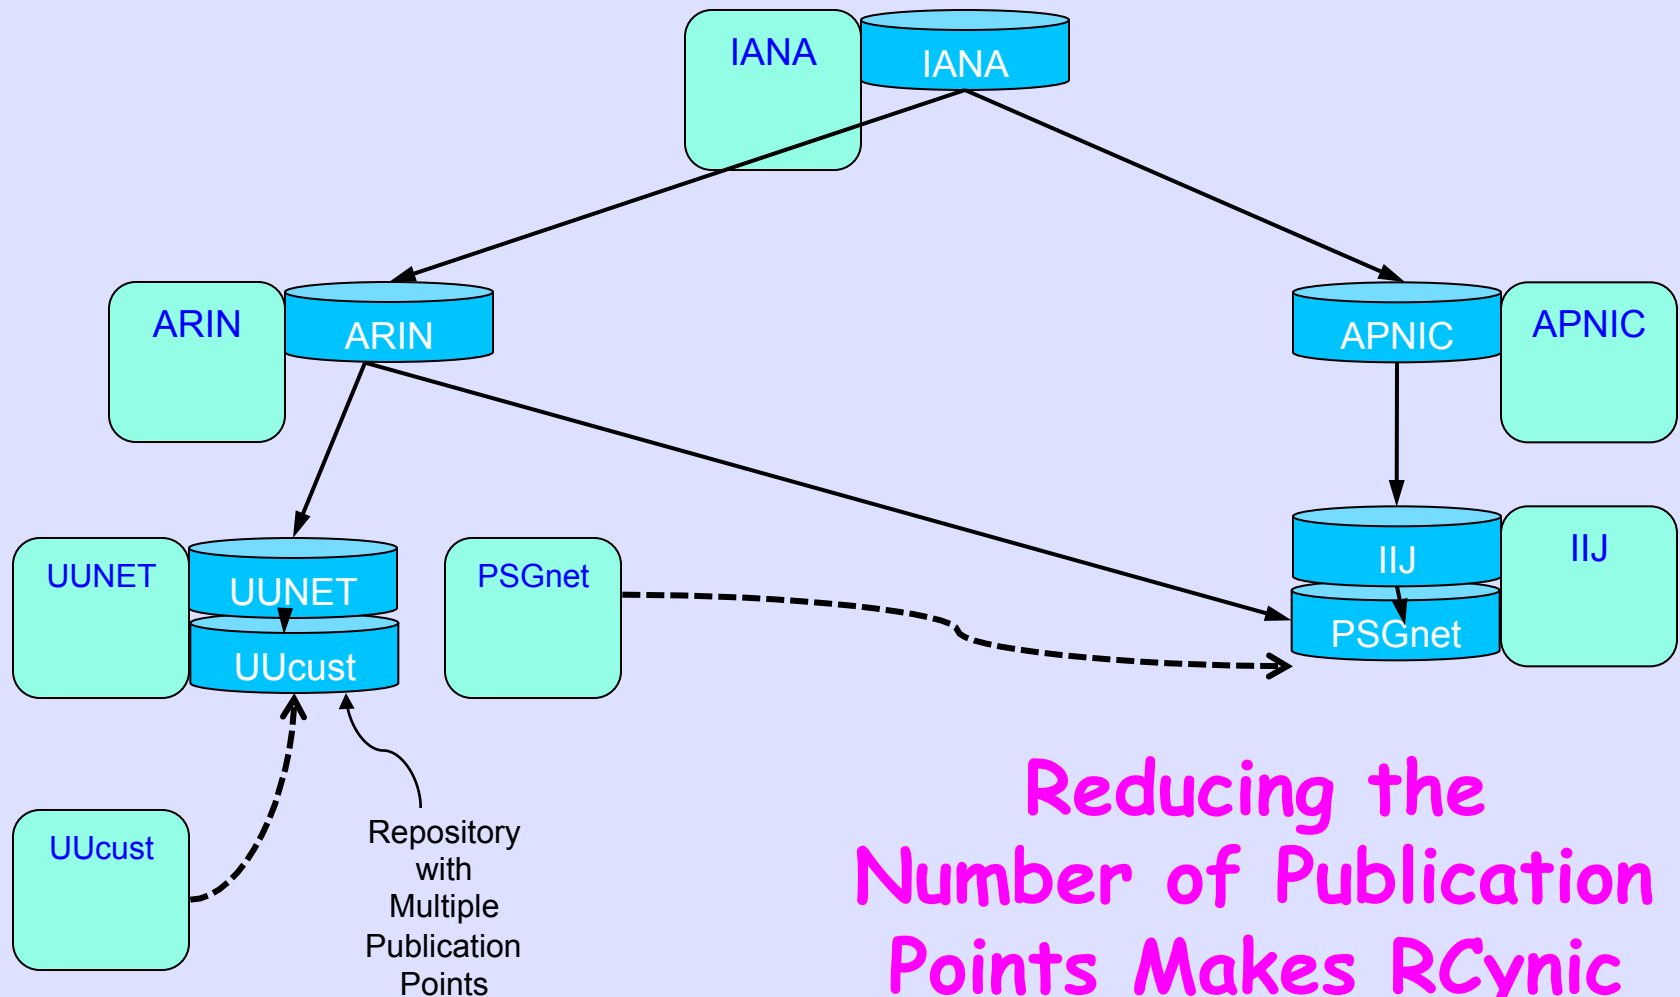 IANA
IANA
ARIN
ARIN
APNIC
APNIC
UUNET
UUNET
UUcust
PSGnet
IIJ
PSGnet
IIJ
UUcust
Repository
with
Multiple
Publication
Points
Reducing the
Number of Publication
Points Makes RCynic